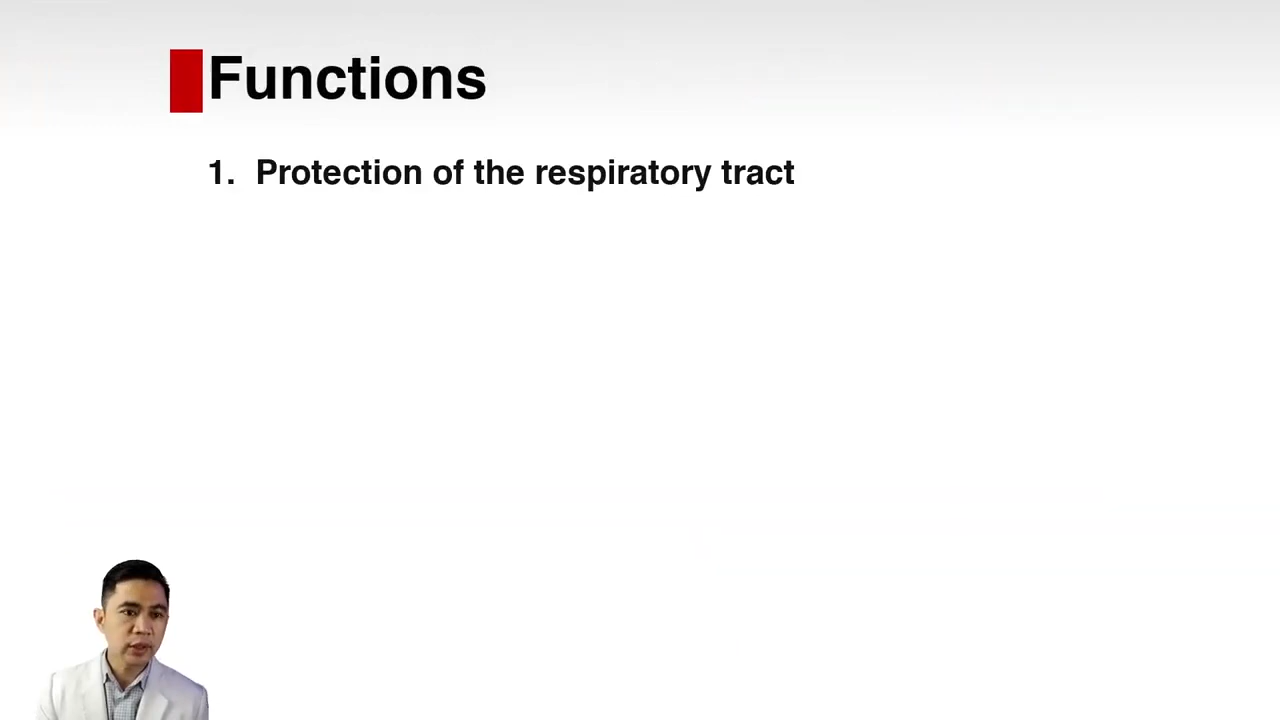 Functions
1. Protection of the respiratory tract